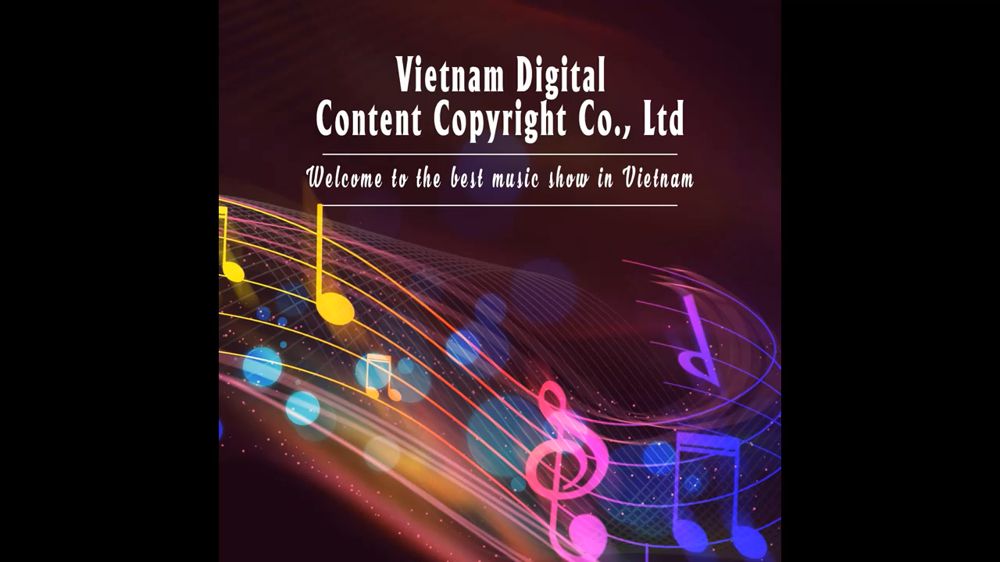 Vietnam Digital
Content Copyright Co., Ltd
Welcome to the best music show in Vietnam